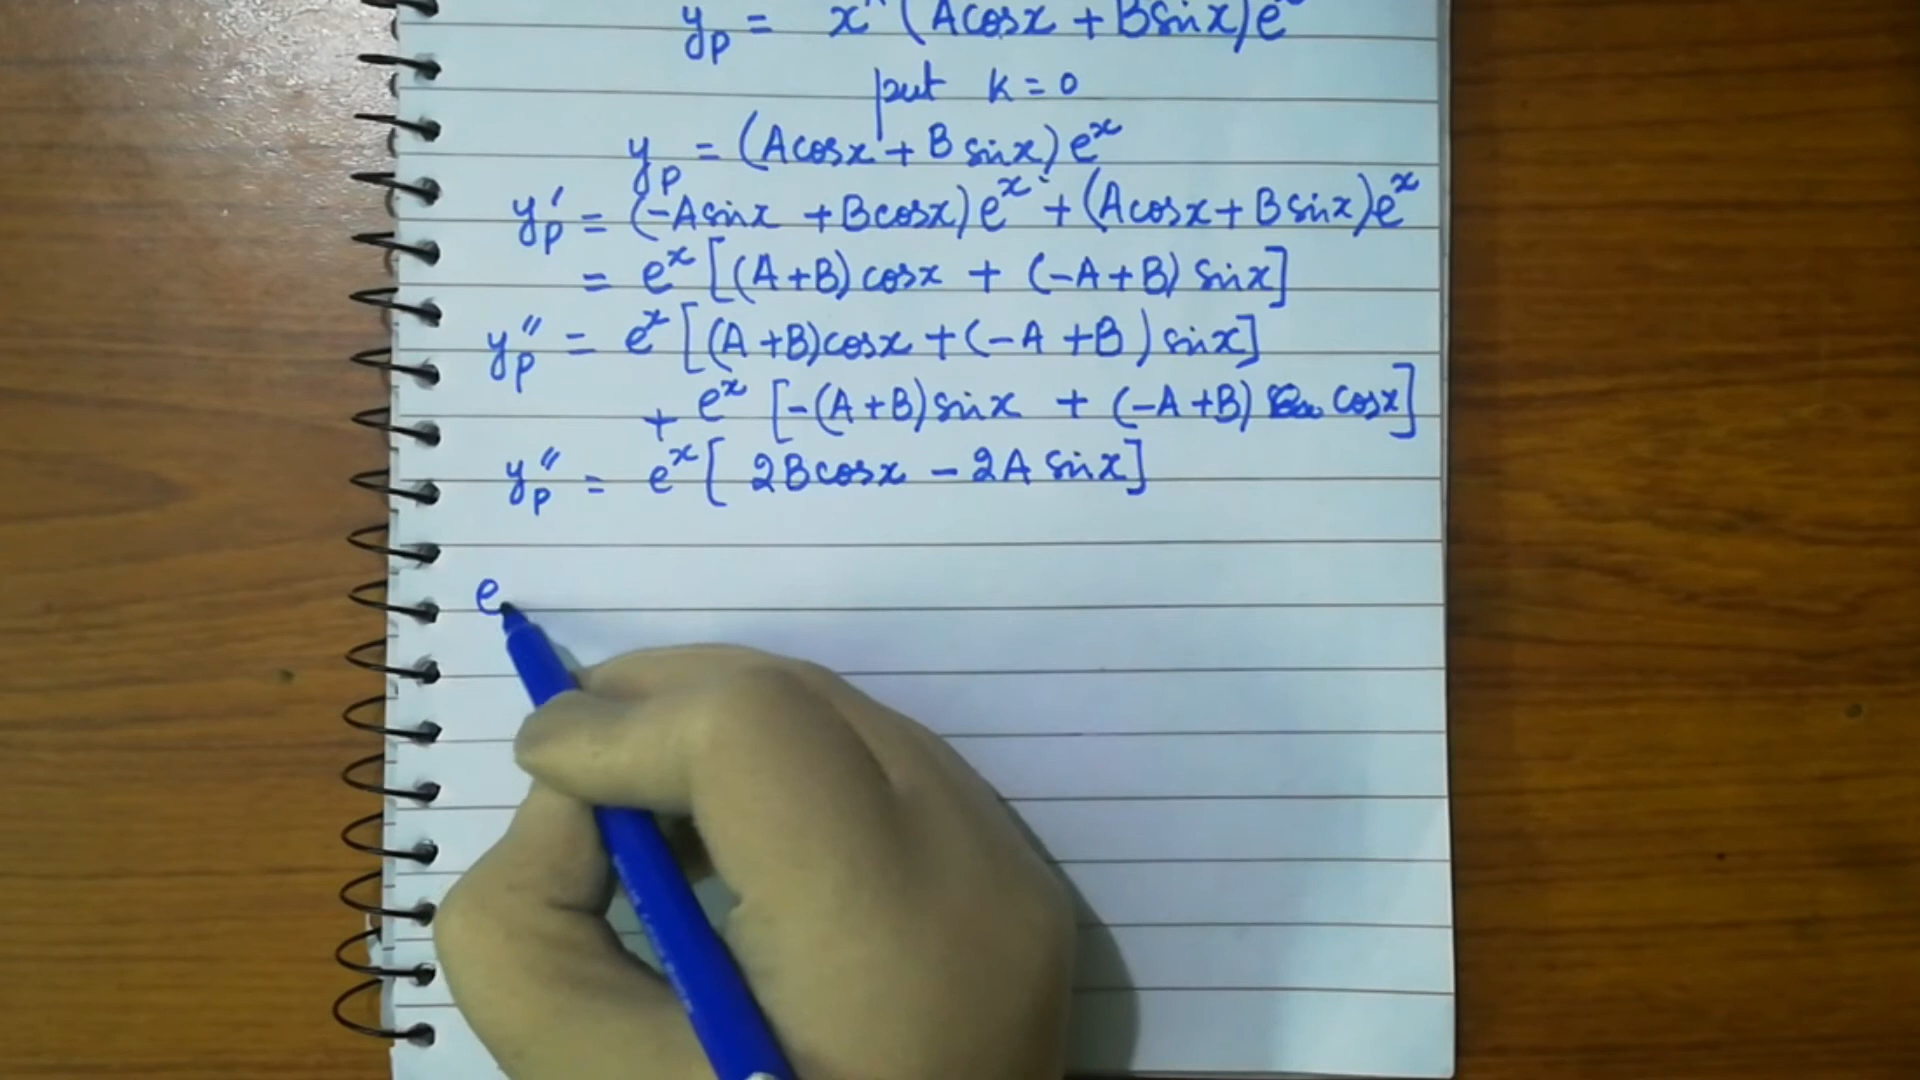 yp = x^k (Acosx + Bsinx)e^x
put k = 0
yp = (Acosx + B sinx) e^x
yp' = (-Asinx + Bcosx) e^x + (Acosx + B sinx) e^x
= e^x [(A+B) cosx + (-A+B) sinx]
yp'' = e^x [(A+B)cosx + (-A+B) sinx]
+ e^x [-(A+B) sinx + (-A+B) cosx]
yp'' = e^x [2Bcosx - 2A sinx]
e